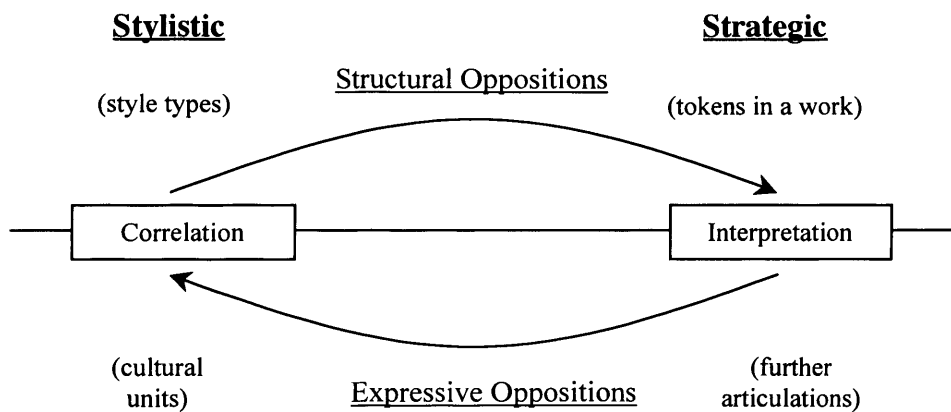 Stylistic
Strategic
Structural Oppositions
(style types)
(tokens in a work)
Correlation
Interpretation
(cultural
units)
Expressive Oppositions
(further
articulations)